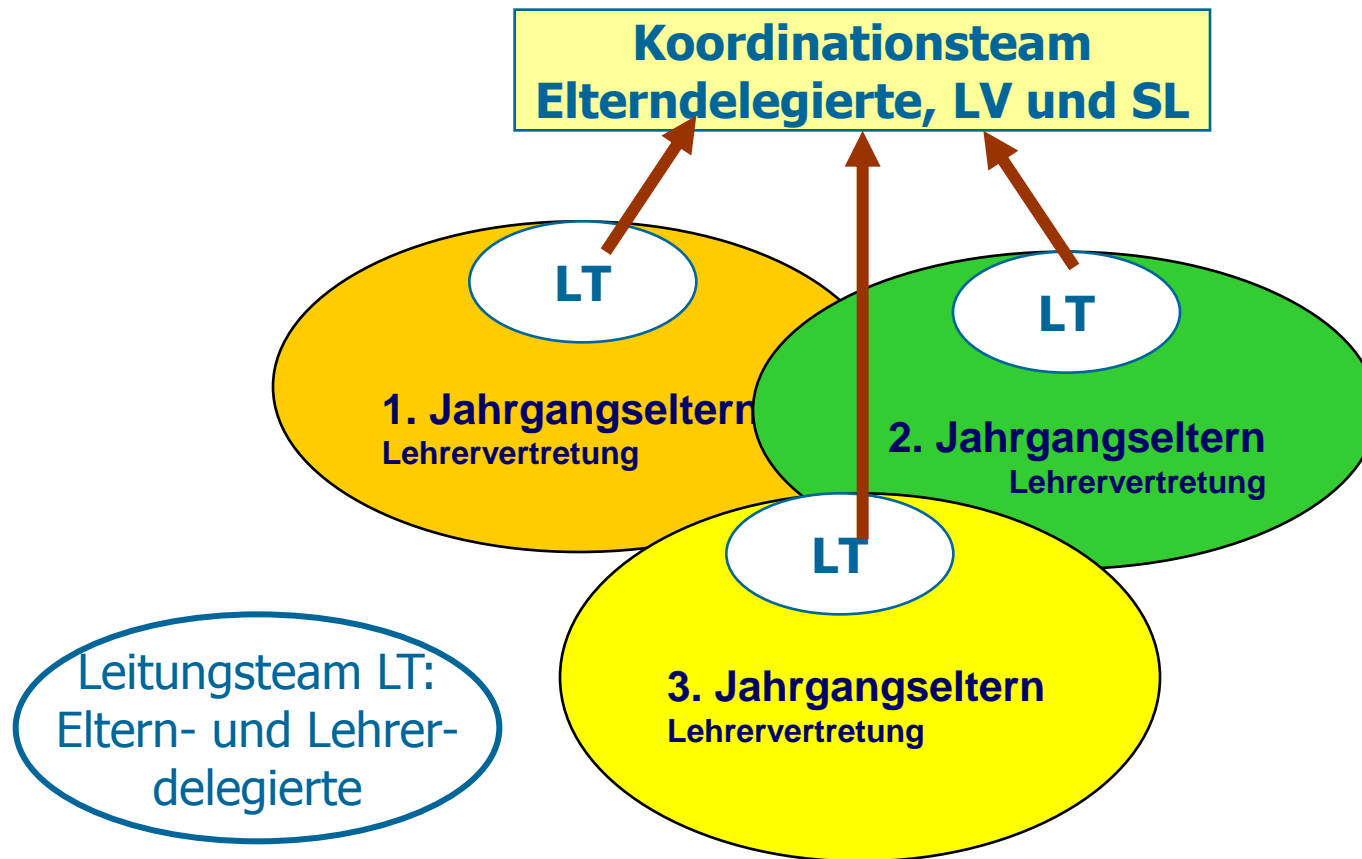 Koordinationsteam
Elterndelegierte, LV und SL
LT
LT
1. Jahrgangseltern
Lehrervertretung
2. Jahrgangseltern
Lehrervertretung
LT
3. Jahrgangseltern
Lehrervertretung
Leitungsteam LT:
Eltern- und Lehrer-
delegierte